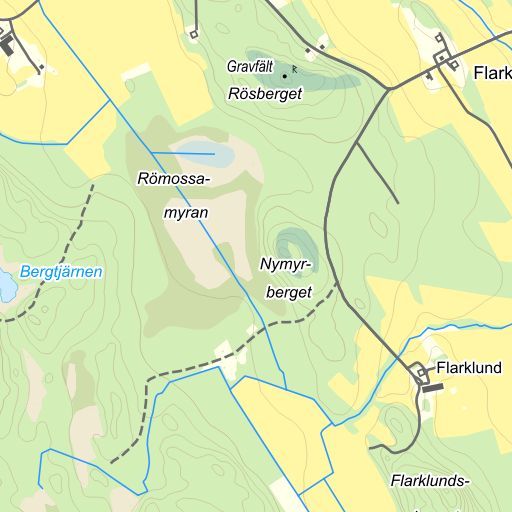 Gravfält
Rösberget
Flark
Römossa-
myran
Bergtjärnen
Nymyr-
berget
Flarklund
Flarklunds-